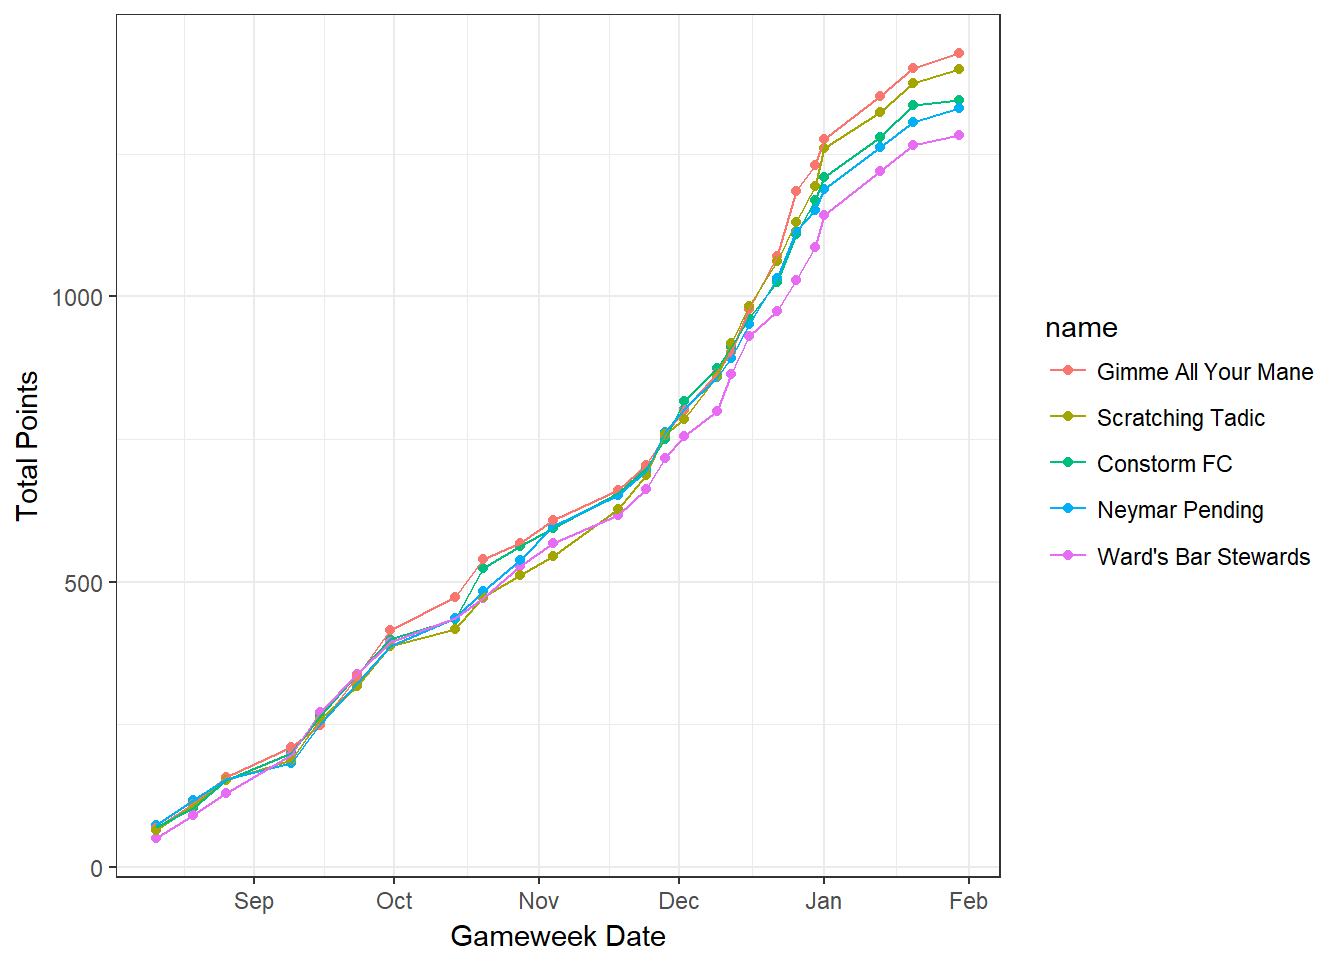 Total Points
1000
500
0
Sep Oct Nov Dec Jan Feb
Gameweek Date
name
Gimme All Your Mane
Scratching Tadic
Constorm FC
Neymar Pending
Ward's Bar Stewards